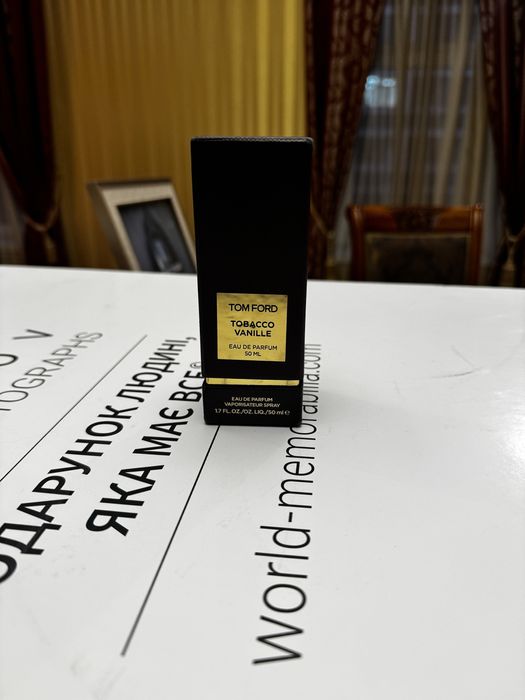 TOM FORD
TOBACCO
VANILLE
EAU DE PARFUM
50 ML
EAU DE PARFUM
VAPORISATEUR SPRAY
1.7 FL.OZ./OZ.LIQ./50 ml e
O V
TOGRAPHS
ОДАРУНОК ЛЮДИНІ,
ЯКА МАЄ ВСЕ
world-memorabilia.com